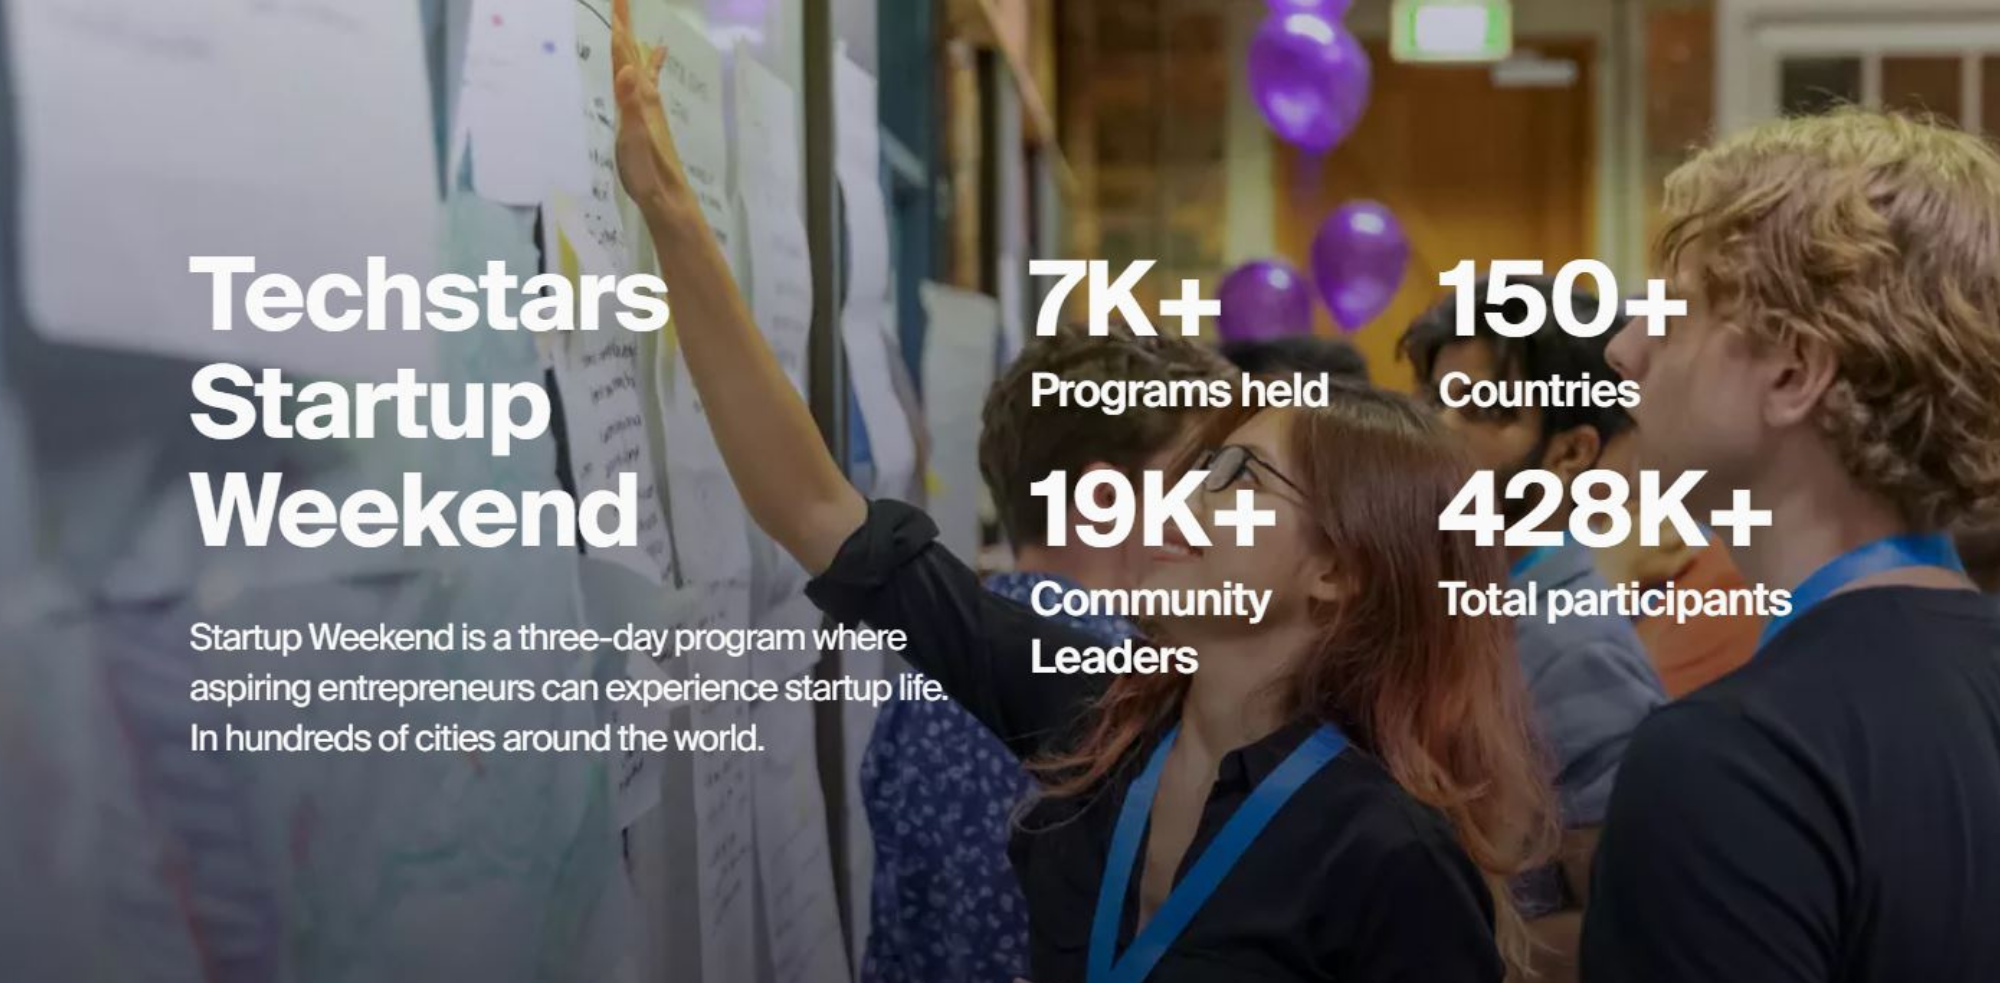 Techstars
Startup
Weekend
Startup Weekend is a three-day program where
aspiring entrepreneurs can experience startup life.
In hundreds of cities around the world.
7K+
Programs held
150+
Countries
19K+
Community
Leaders
428K+
Total participants